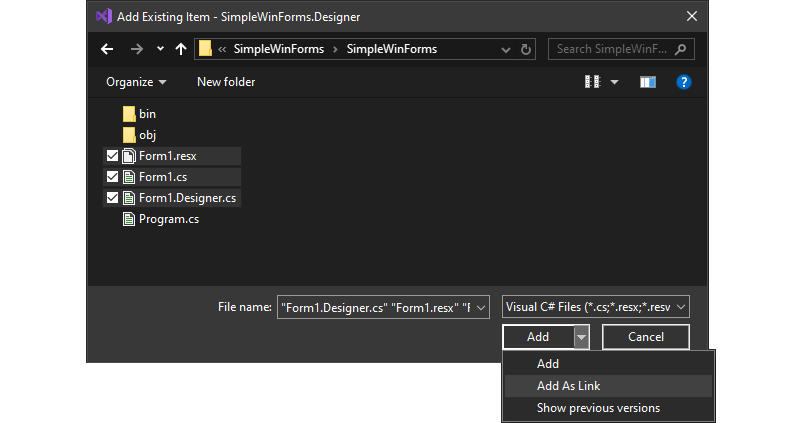 Add Existing Item - SimpleWinForms.Designer
« SimpleWinForms › SimpleWinForms
Search SimpleWinF...
Organize New folder
bin
obj
Form1.resx
Form1.cs
Form1.Designer.cs
Program.cs
File name: "Form1.Designer.cs" "Form1.resx" "F Visual C# Files (*.cs;*.resx;*.resv
Add Cancel
Add
Add As Link
Show previous versions